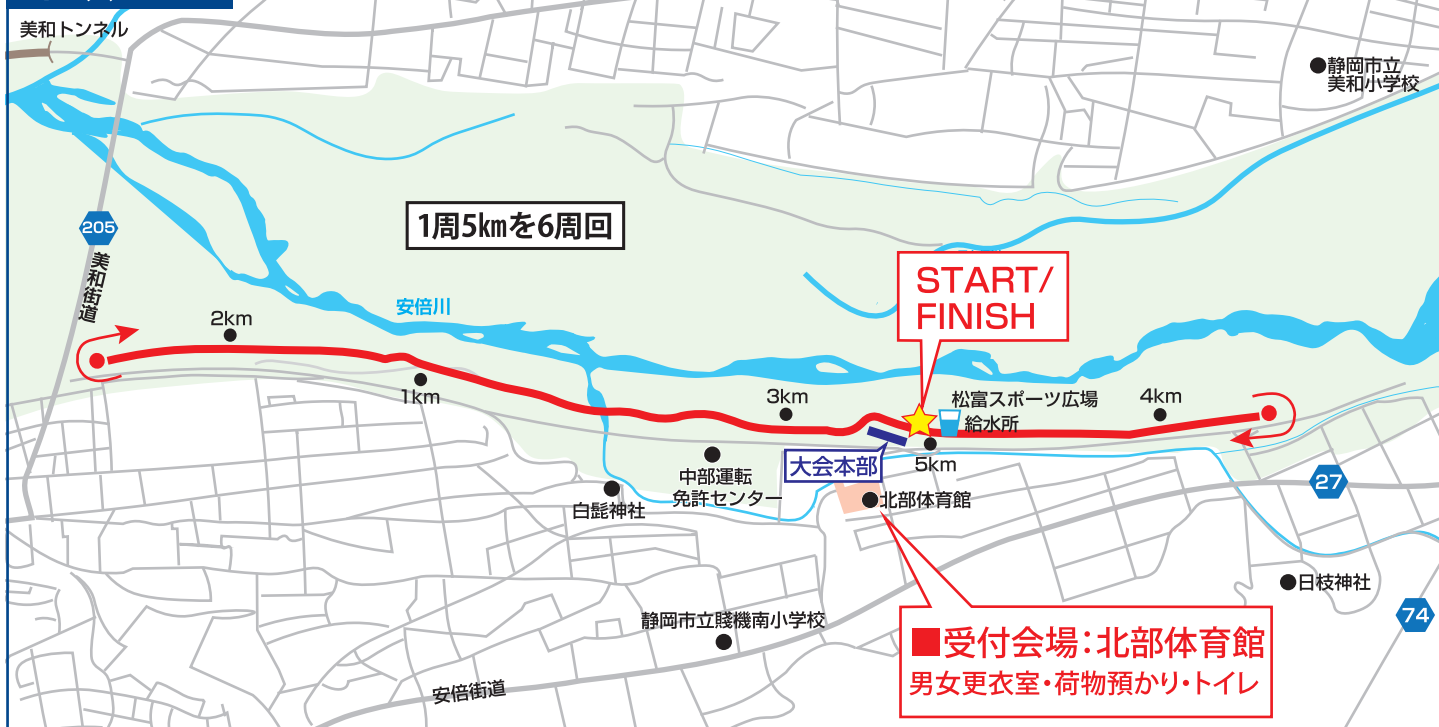 美和トンネル
静岡市立
美和小学校
205
美和街道
1周5㎞を6周回
安倍川
START/
FINISH
2km
1km
3km
松富スポーツ広場
給水所
4km
5km
大会本部
中部運転
免許センター
白髭神社
北部体育館
27
日枝神社
74
静岡市立賤機南小学校
安倍街道
■受付会場：北部体育館
男女更衣室・荷物預かり・トイレ